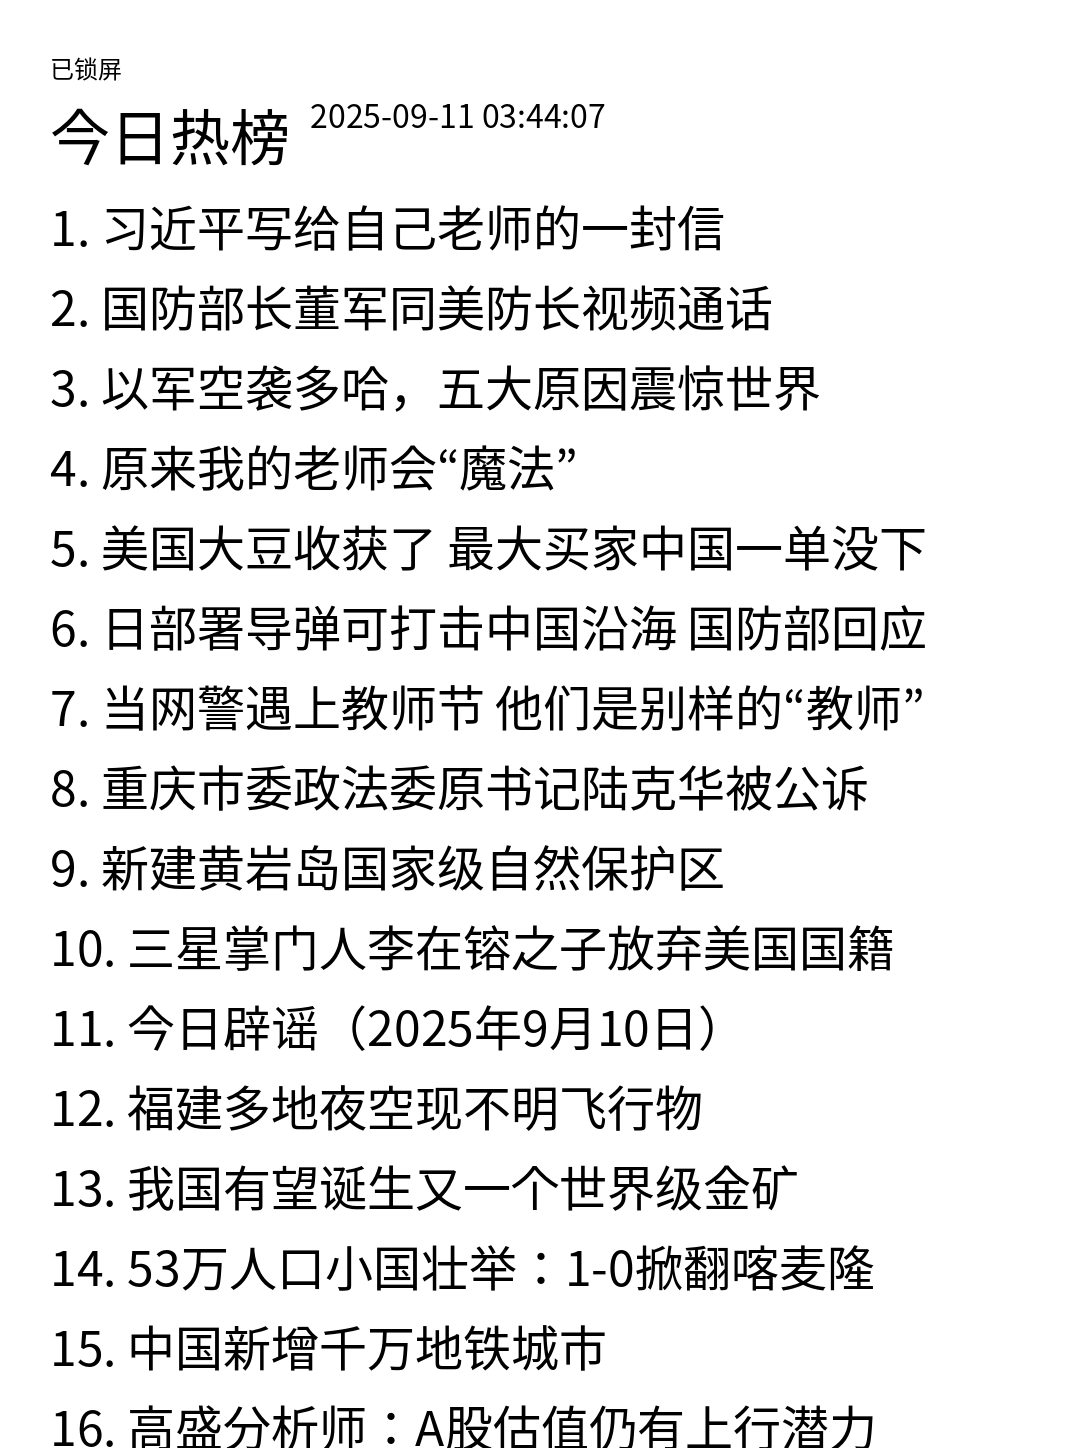 已锁屏
今日热榜 2025-09-11 03:44:07
1. 习近平写给自己老师的一封信
2. 国防部长董军同美防长视频通话
3. 以军空袭多哈，五大原因震惊世界
4. 原来我的老师会“魔法”
5. 美国大豆收获了 最大买家中国一单没下
6. 日部署导弹可打击中国沿海 国防部回应
7. 当网警遇上教师节 他们是别样的“教师”
8. 重庆市委政法委原书记陆克华被公诉
9. 新建黄岩岛国家级自然保护区
10. 三星掌门人李在镕之子放弃美国国籍
11. 今日辟谣（2025年9月10日）
12. 福建多地夜空现不明飞行物
13. 我国有望诞生又一个世界级金矿
14. 53万人口小国壮举：1-0掀翻喀麦隆
15. 中国新增千万地铁城市
16. 高盛分析师：A股估值仍有上行潜力